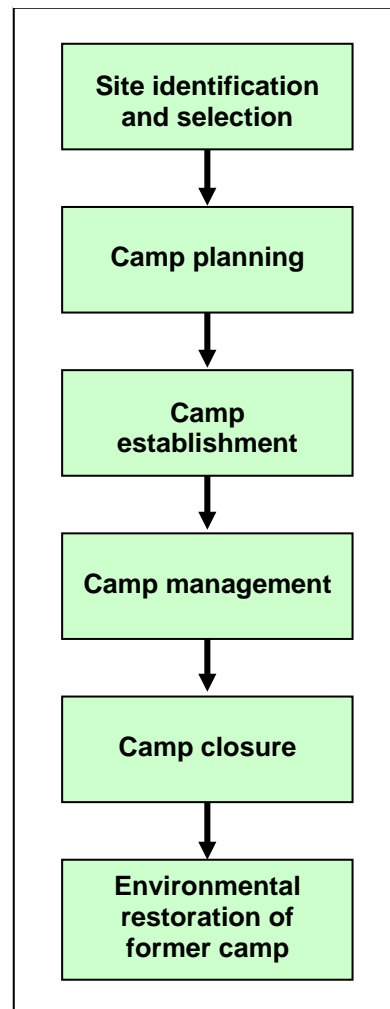 Site identification
and selection
Camp planning
Camp
establishment
Camp management
Camp closure
Environmental
restoration of
former camp